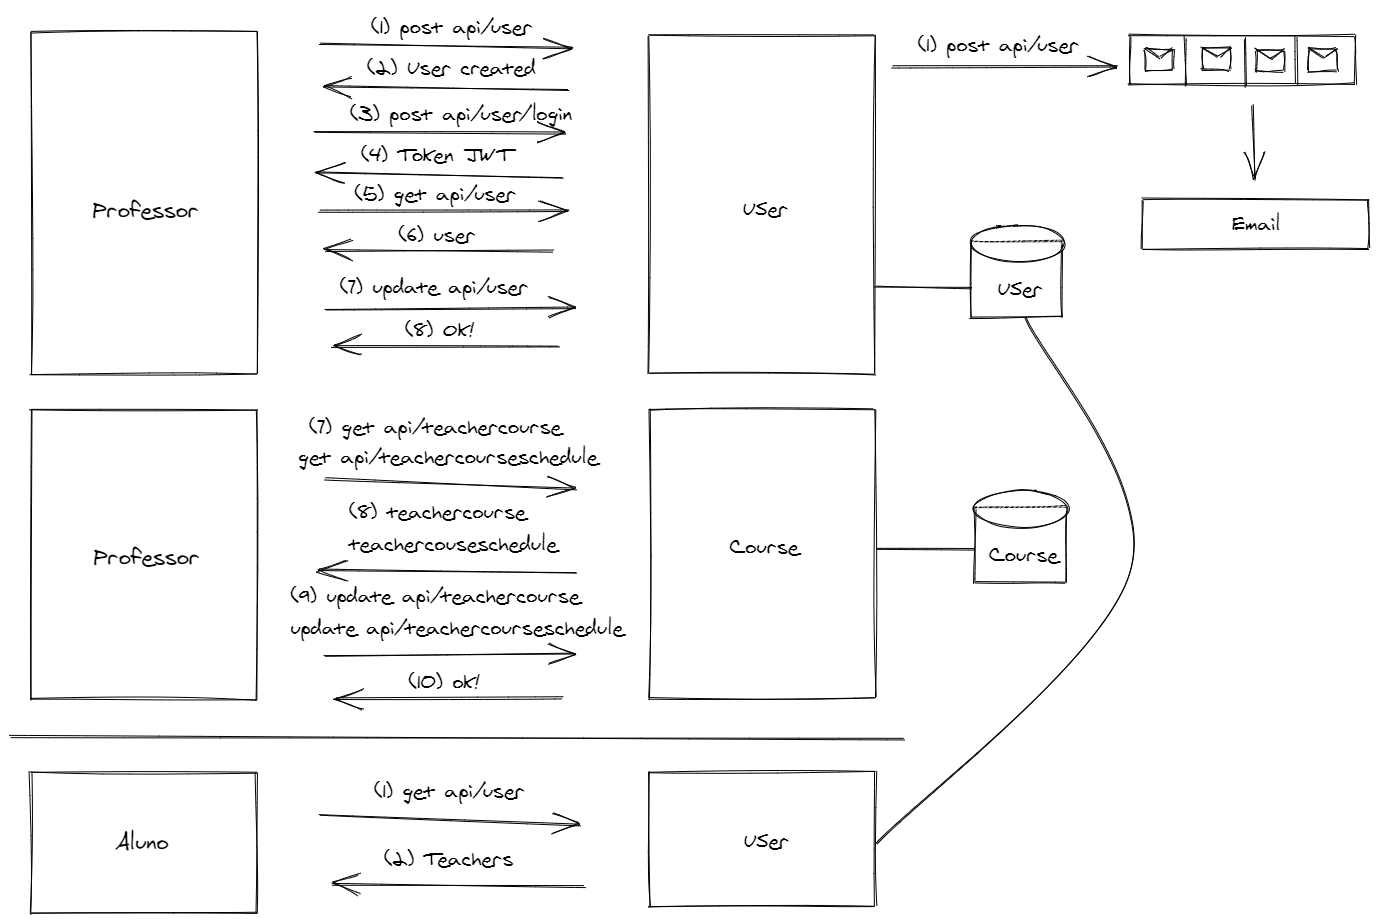 (1) post api/user
(2) User created
(3) post api/user/login
(4) Token JWT
(5) get api/user
(6) user
(7) update api/user
(8) OK!
Professor
User
(1) post api/user
Email
User
(7) get api/teachercourse
get api/teachercourseschedule
(8) teachercourse
teachercouseschedule
(9) update api/teachercourse
update api/teachercourseschedule
(10) ok!
Professor
Course
Course
(1) get api/user
(2) Teachers
Aluno
User